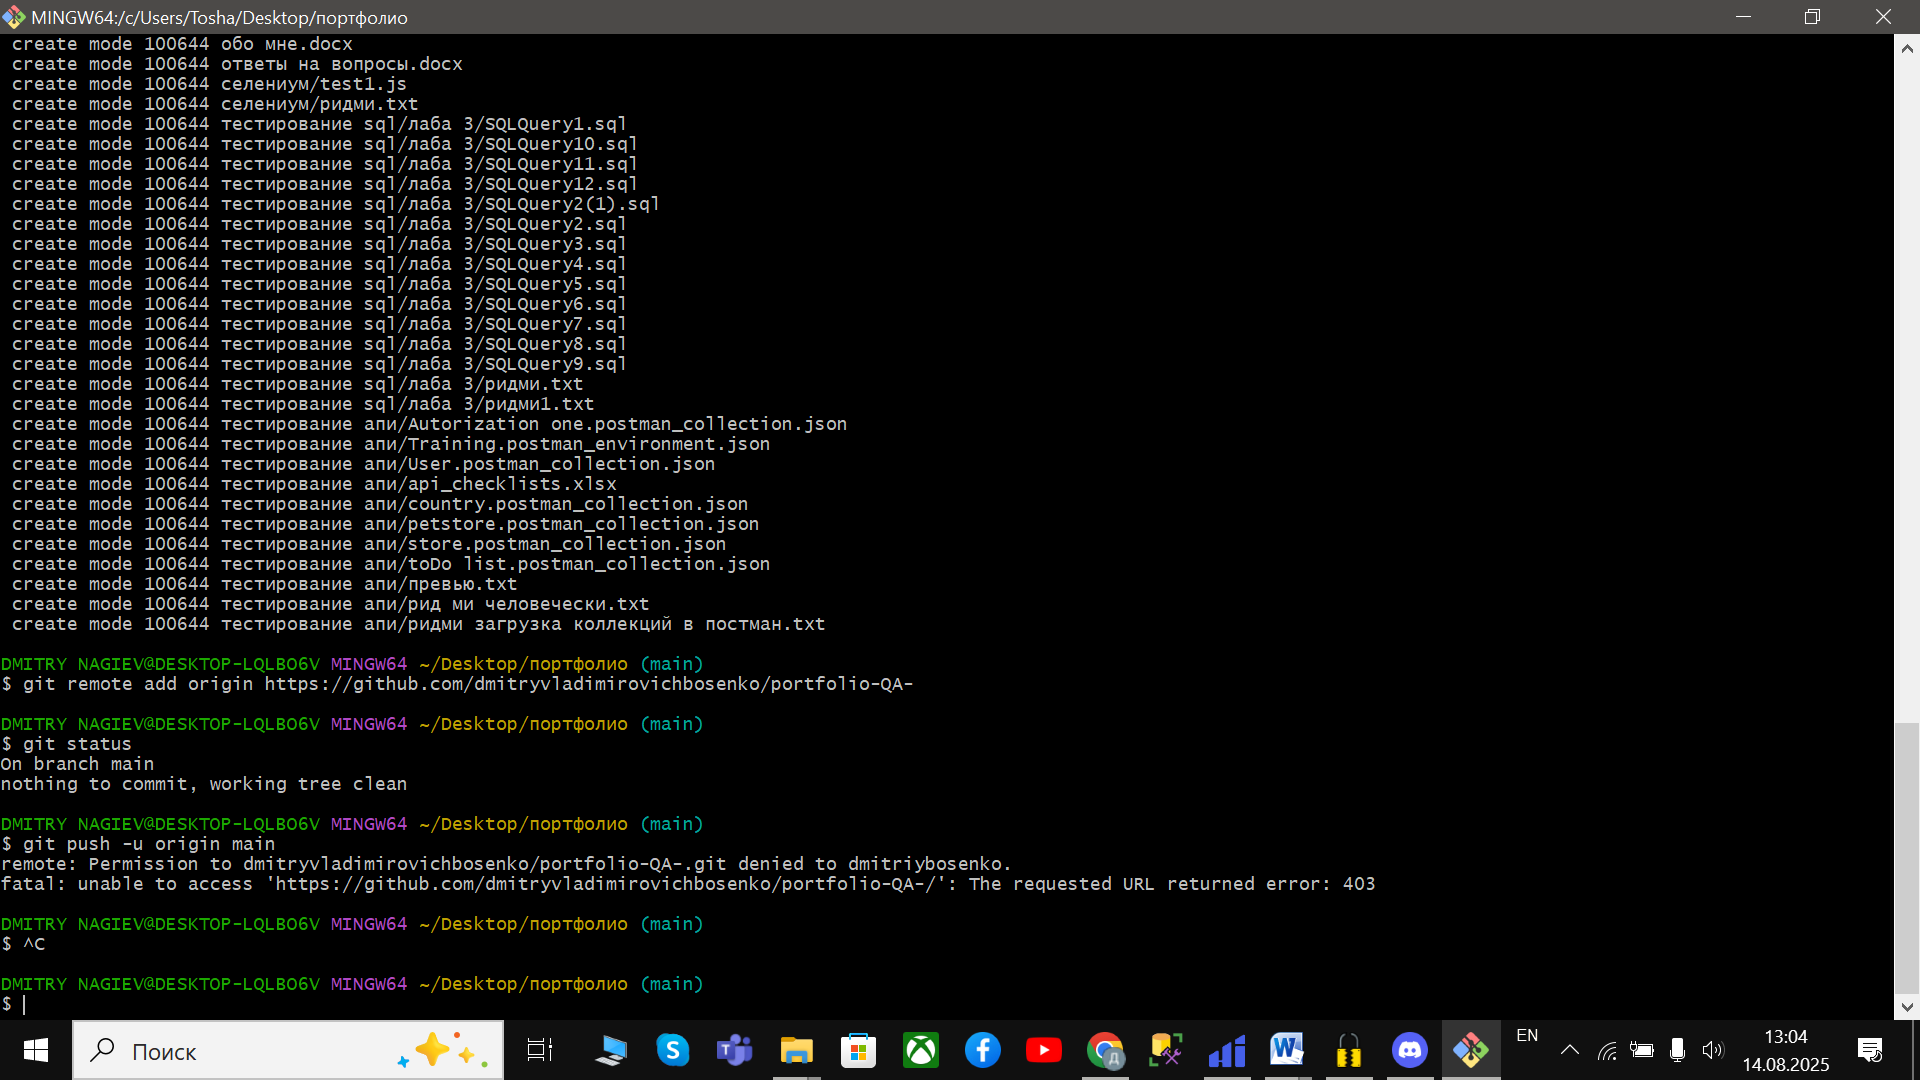 MINGW64:/c/Users/Tosha/Desktop/портфолио
create mode 100644 обо мне.docx
create mode 100644 ответы на вопросы.docx
create mode 100644 селениум/test1.js
create mode 100644 селениум/ридми.txt
create mode 100644 тестирование sql/лаба 3/SQLQuery1.sql
create mode 100644 тестирование sql/лаба 3/SQLQuery10.sql
create mode 100644 тестирование sql/лаба 3/SQLQuery11.sql
create mode 100644 тестирование sql/лаба 3/SQLQuery12.sql
create mode 100644 тестирование sql/лаба 3/SQLQuery2(1).sql
create mode 100644 тестирование sql/лаба 3/SQLQuery2.sql
create mode 100644 тестирование sql/лаба 3/SQLQuery3.sql
create mode 100644 тестирование sql/лаба 3/SQLQuery4.sql
create mode 100644 тестирование sql/лаба 3/SQLQuery5.sql
create mode 100644 тестирование sql/лаба 3/SQLQuery6.sql
create mode 100644 тестирование sql/лаба 3/SQLQuery7.sql
create mode 100644 тестирование sql/лаба 3/SQLQuery8.sql
create mode 100644 тестирование sql/лаба 3/SQLQuery9.sql
create mode 100644 тестирование sql/лаба 3/ридми.txt
create mode 100644 тестирование sql/лаба 3/ридми1.txt
create mode 100644 тестирование апи/Autorization one.postman_collection.json
create mode 100644 тестирование апи/Training.postman_environment.json
create mode 100644 тестирование апи/User.postman_collection.json
create mode 100644 тестирование апи/api_checklists.xlsx
create mode 100644 тестирование апи/country.postman_collection.json
create mode 100644 тестирование апи/petstore.postman_collection.json
create mode 100644 тестирование апи/store.postman_collection.json
create mode 100644 тестирование апи/toDo list.postman_collection.json
create mode 100644 тестирование апи/превью.txt
create mode 100644 тестирование апи/рид ми человечески.txt
create mode 100644 тестирование апи/ридми загрузка коллекций в постман.txt
DMITRY NAGIEV@DESKTOP-LQLBO6V MINGW64 ~/Desktop/портфолио (main)
$ git remote add origin https://github.com/dmitryvladimirovichbosenko/portfolio-QA-
DMITRY NAGIEV@DESKTOP-LQLBO6V MINGW64 ~/Desktop/портфолио (main)
$ git status
On branch main
nothing to commit, working tree clean
DMITRY NAGIEV@DESKTOP-LQLBO6V MINGW64 ~/Desktop/портфолио (main)
$ git push -u origin main
remote: Permission to dmitryvladimirovichbosenko/portfolio-QA-.git denied to dmitriybosenko.
fatal: unable to access 'https://github.com/dmitryvladimirovichbosenko/portfolio-QA-/': The requested URL returned error: 403
DMITRY NAGIEV@DESKTOP-LQLBO6V MINGW64 ~/Desktop/портфолио (main)
$ ^C
DMITRY NAGIEV@DESKTOP-LQLBO6V MINGW64 ~/Desktop/портфолио (main)
$
Поиск
EN
13:04
14.08.2025